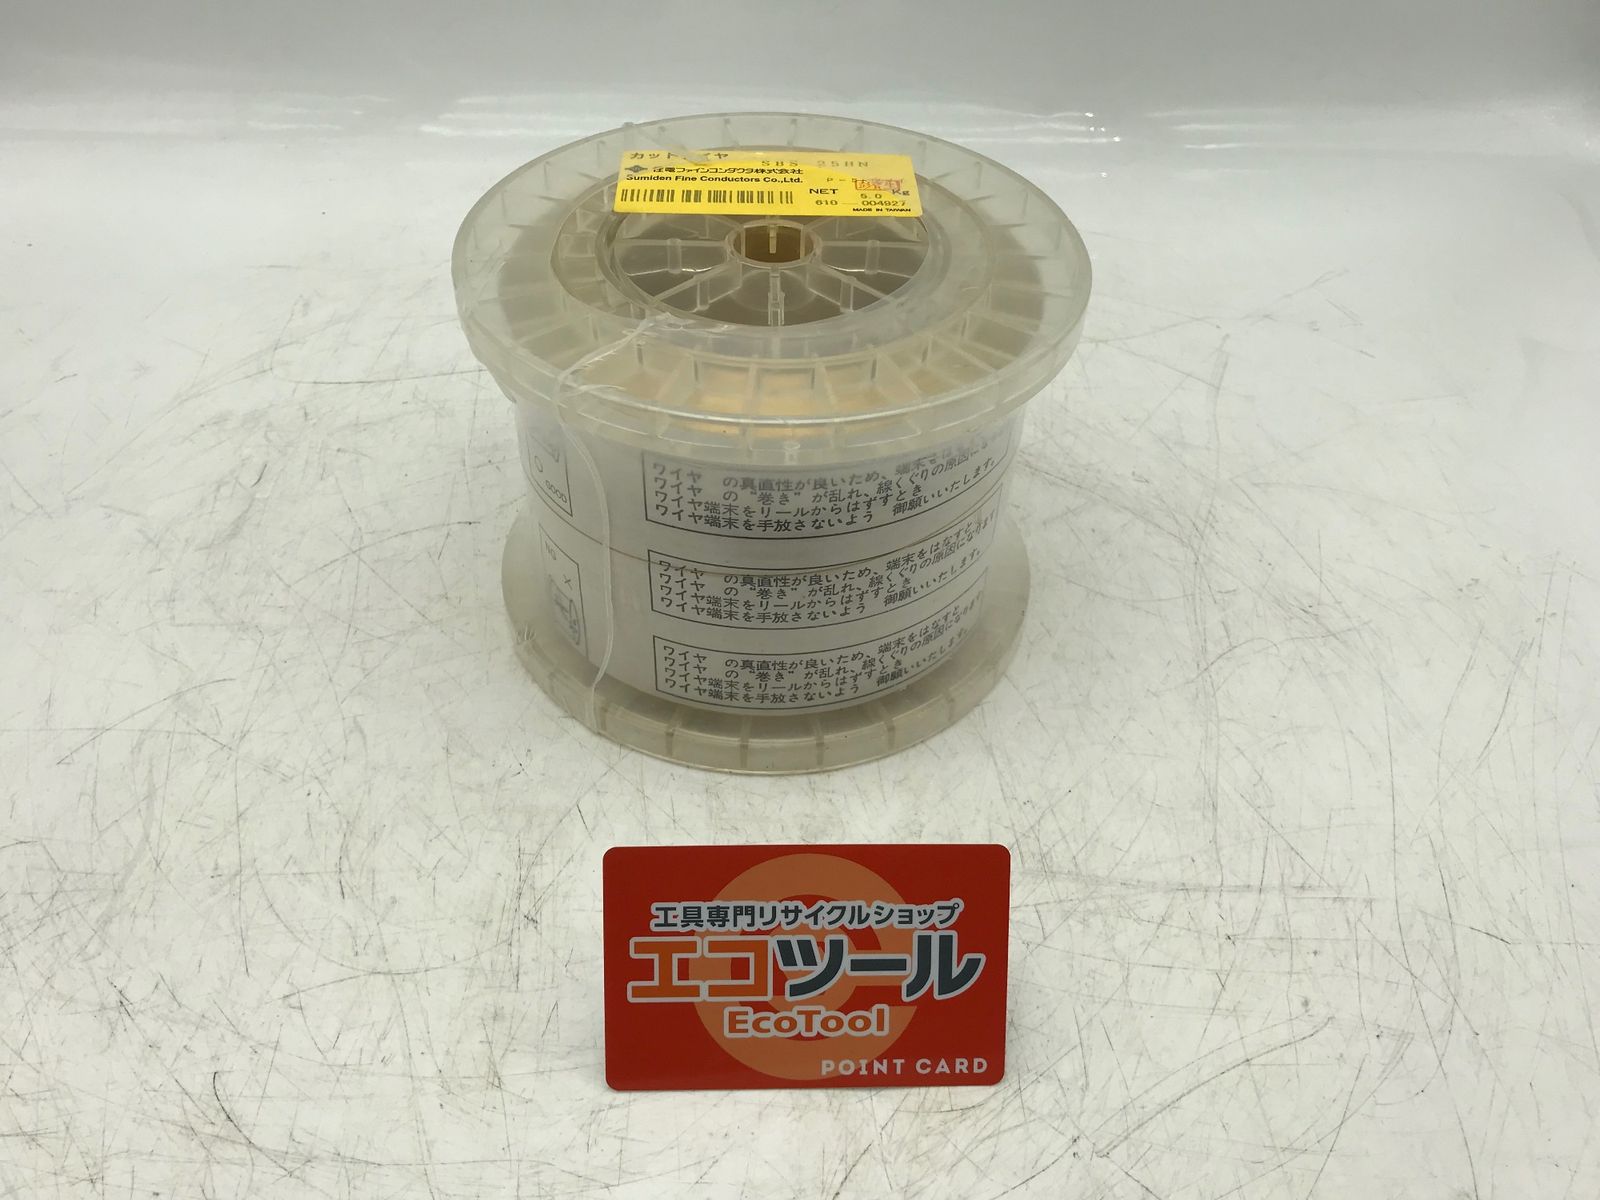 カット イヤ SBS 25HN
住電ファインコンダクタ株式会社
Sumiden Fine Conductors Co.,Ltd.
NET 5.0 Kg
610 004927
MADE IN TAIWAN
GOOD
ワイヤ の真直性が良いため、端末を
ワイヤ の"巻き"が乱れ、線くぐりの原因に
ワイヤ端末をリールからはずすとき
ワイヤ端末を手放さないよう 御願いいたします。
NG ×
ワイヤ の真直性が良いため、端末をはなすと
ワイヤ の"巻き"が乱れ、線くぐりの原因になります
ワイヤ端末をリールからはずすとき
ワイヤ端末を手放さないよう 御願いいたします。
ワイヤ の真直性が良いため、端末をはなすと
ワイヤ の"巻き"が乱れ、線くぐりの原因になります
ワイヤ端末をリールからはずすとき
ワイヤ端末を手放さないよう 御願いいたします。
工具専門リサイクルショップ
エコツール
EcoTool
POINT CARD